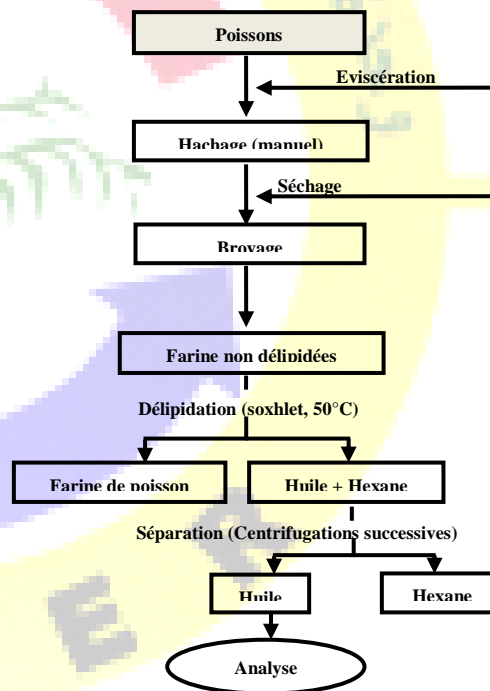 Poissons
Eviscération
Hachage (manuel)
Séchage
Broyage
Farine non délipidées
Délipidation (soxhlet, 50°C)
Farine de poisson
Huile + Hexane
Séparation (Centrifugations successives)
Huile
Hexane
Analyse
E R